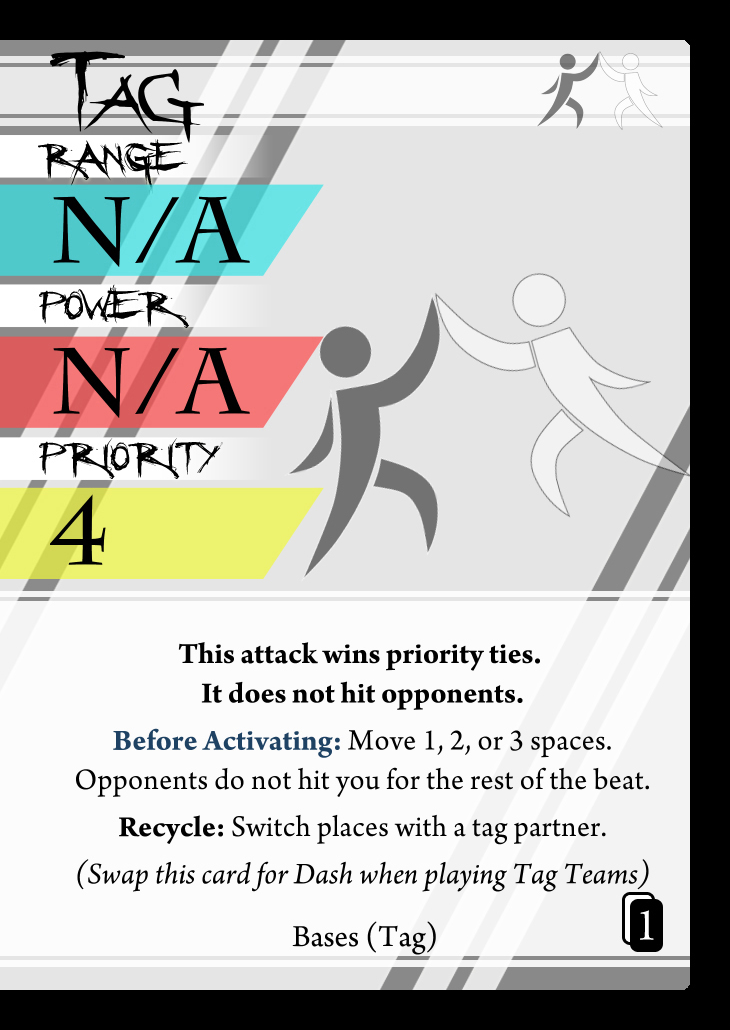 TAG
RANGE
N/A
POWER
N/A
PRIORITY
4
This attack wins priority ties.
It does not hit opponents.
Before Activating: Move 1, 2, or 3 spaces.
Opponents do not hit you for the rest of the beat.
Recycle: Switch places with a tag partner.
(Swap this card for Dash when playing Tag Teams)
Bases (Tag)
1